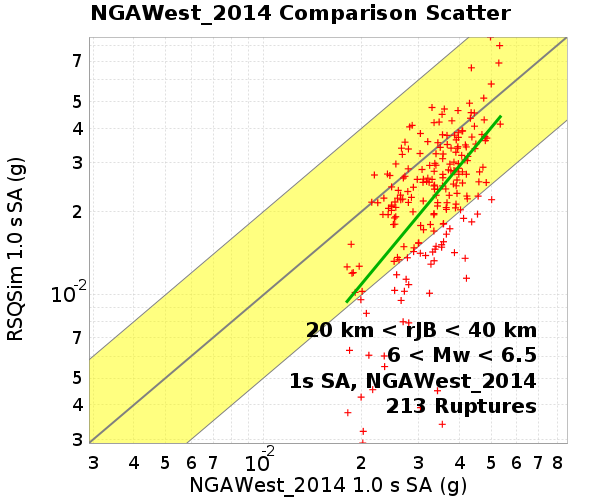 NGAWest_2014 Comparison Scatter
RSQSim 1.0 s SA (g)
7
5
4
3
2
10-2
7
5
4
3
20 km < rJB < 40 km
6 < Mw < 6.5
1s SA, NGAWest_2014
213 Ruptures
3 4 5 6 7 10-2 2 3 4 5 6 7 8
NGAWest_2014 1.0 s SA (g)